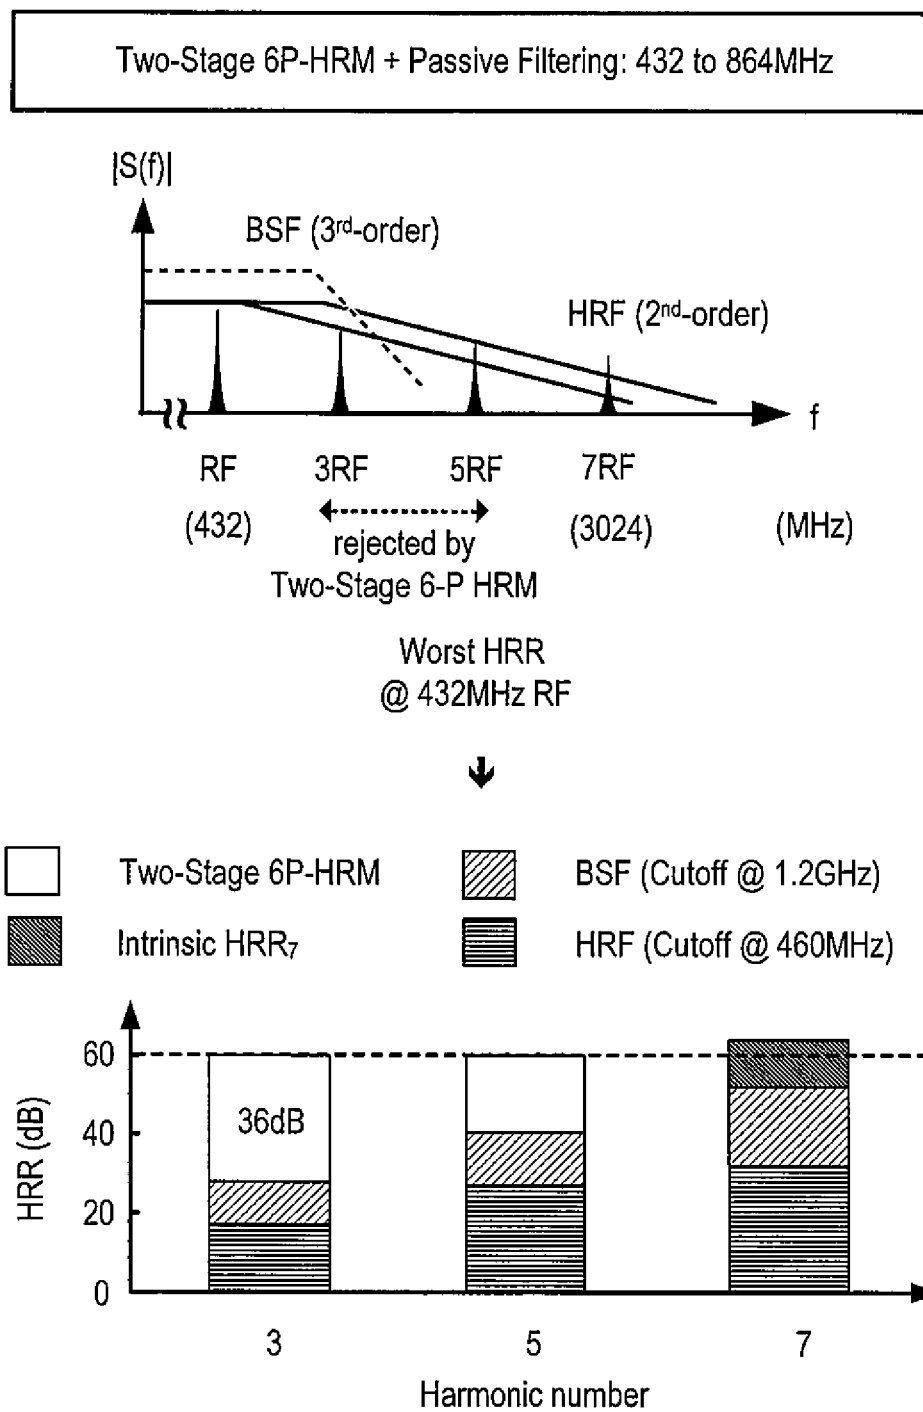 Two-Stage 6P-HRM + Passive Filtering: 432 to 864MHz
|S(f)|
BSF (3rd-order)
HRF (2nd-order)
f
RF 3RF 5RF 7RF
(432) (3024) (MHz)
rejected by
Two-Stage 6-P HRM
Worst HRR
@ 432MHz RF
Two-Stage 6P-HRM BSF (Cutoff @ 1.2GHz)
Intrinsic HRR7 HRF (Cutoff @ 460MHz)
HRR (dB)
60
40
20
0
36dB
3 5 7
Harmonic number